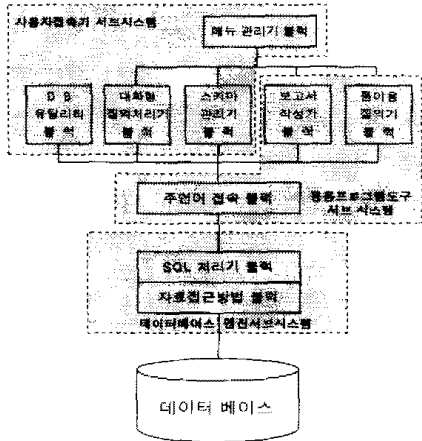 사용자접속기 서브시스템
메뉴 관리기 블럭
D B
유틸리티
블 럭
대화형
질의처리기
블 럭
스키마
관리기
블 럭
보고서
작성기
블 럭
폼이용
질의기
블 럭
주언어 접속 블럭
응용프로그램도구
서브 시스템
SQL 처리기 블럭
자료접근방법 블럭
데이터베이스 엔진서브시스템
데이터 베이스